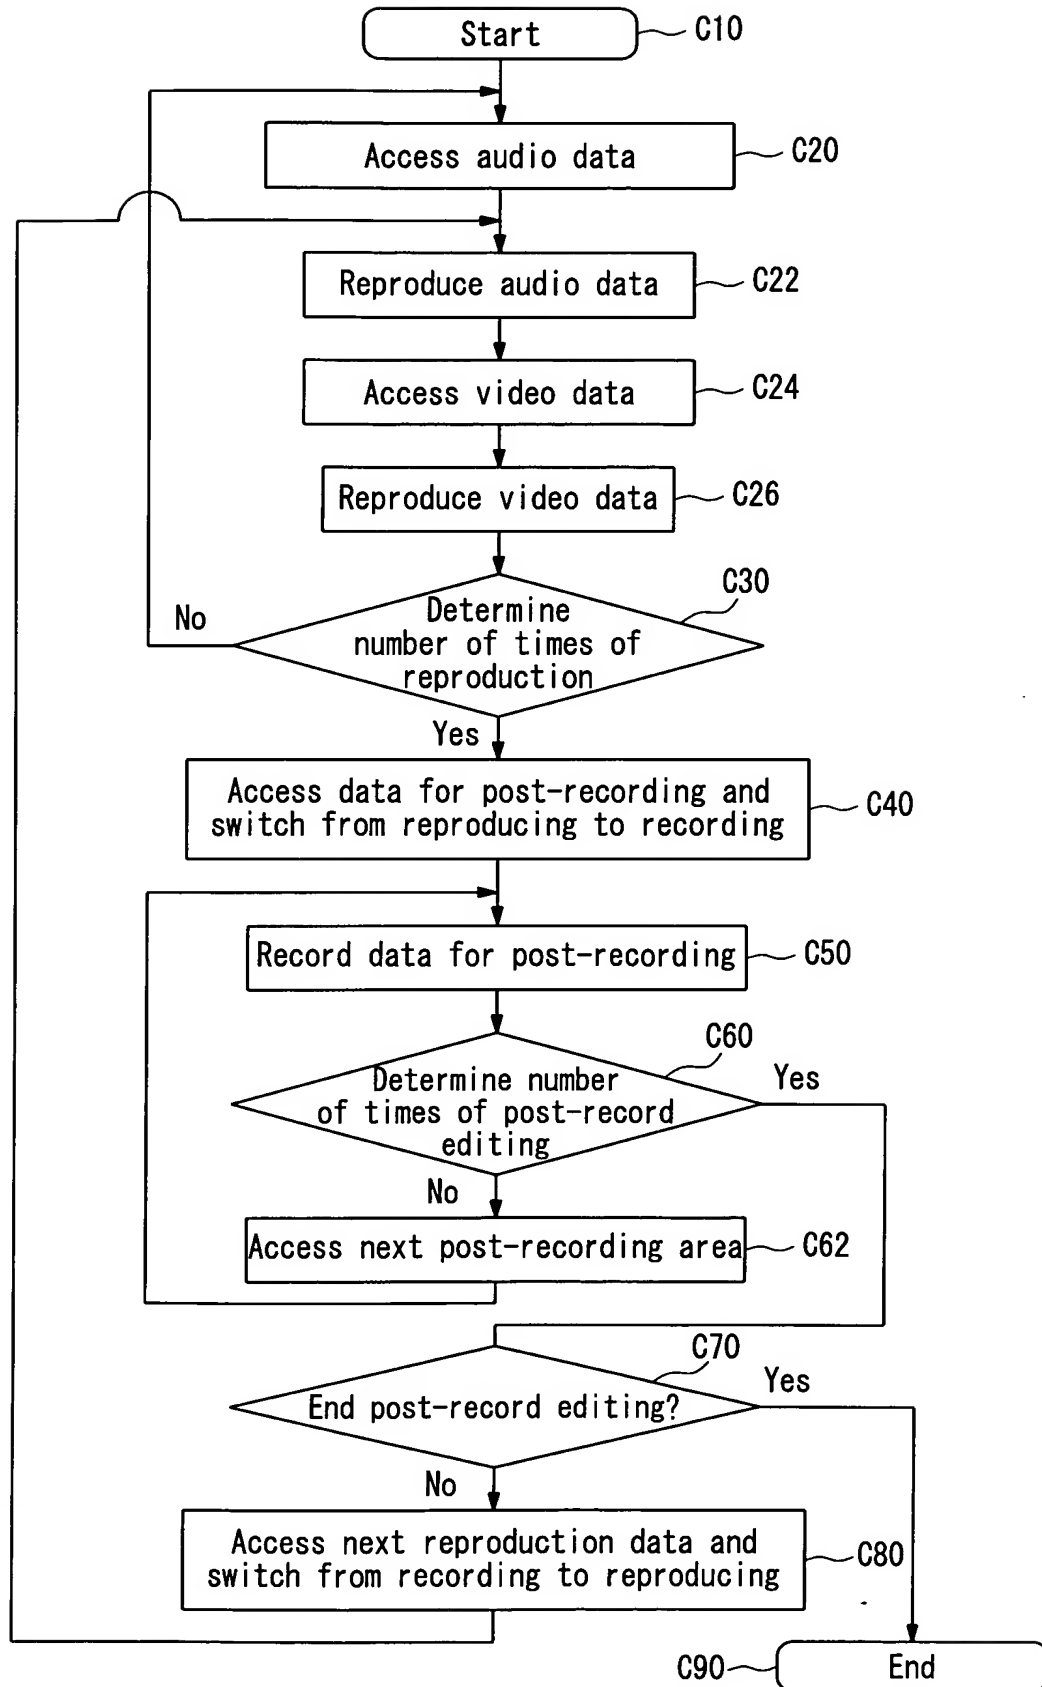 Start
C10
Access audio data
C20
Reproduce audio data
C22
Access video data
C24
Reproduce video data
C26
C30
Determine
number of times of
reproduction
No
Yes
Access data for post-recording and
switch from reproducing to recording
C40
Record data for post-recording
C50
C60
Determine number
of times of post-record
editing
Yes
No
Access next post-recording area
C62
C70
End post-record editing?
Yes
No
Access next reproduction data and
switch from recording to reproducing
C80
C90
End